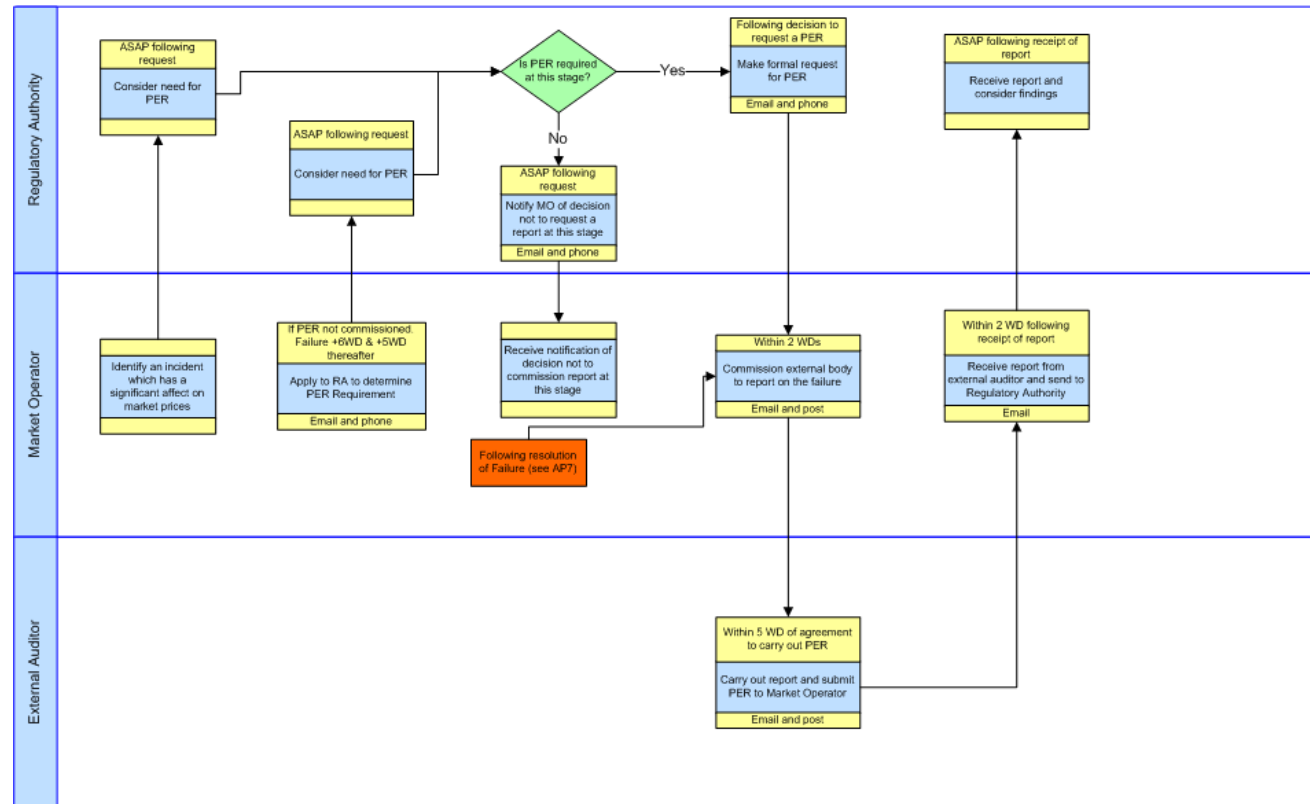 Regulatory Authority
ASAP following
request
Consider need for
PER
ASAP following request
Consider need for PER
Is PER required
at this stage?
Yes
No
ASAP following
request
Notify MO of decision
not to request a
report at this stage
Email and phone
Following decision to
request a PER
Make formal request
for PER
Email and phone
ASAP following receipt of
report
Receive report and
consider findings
Market Operator
Identify an incident
which has a
significant affect on
market prices
If PER not commissioned.
Failure +6WD & +5WD
thereafter
Apply to RA to determine
PER Requirement
Email and phone
Receive notification of
decision not to
commission report at
this stage
Following resolution
of Failure (see AP7)
Within 2 WDs
Commission external body
to report on the failure
Email and post
Within 2 WD following
receipt of report
Receive report from
external auditor and send to
Regulatory Authority
Email
External Auditor
Within 5 WD of agreement
to carry out PER
Carry out report and submit
PER to Market Operator
Email and post